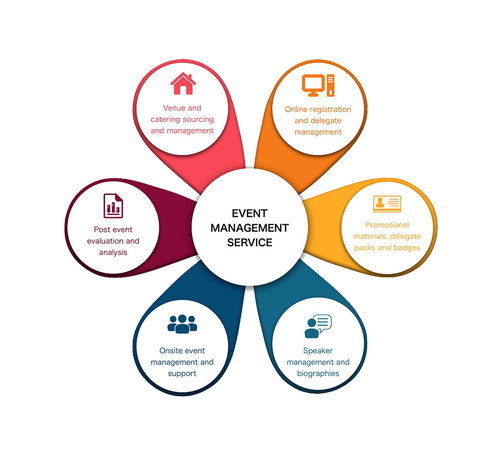 Venue and
catering sourcing
and management
Online registration
and delegate
management
Post event
evaluation and
analysis
EVENT
MANAGEMENT
SERVICE
Promotional
materials, delegate
packs and badges
Onsite event
management and
support
Speaker
management and
biographies